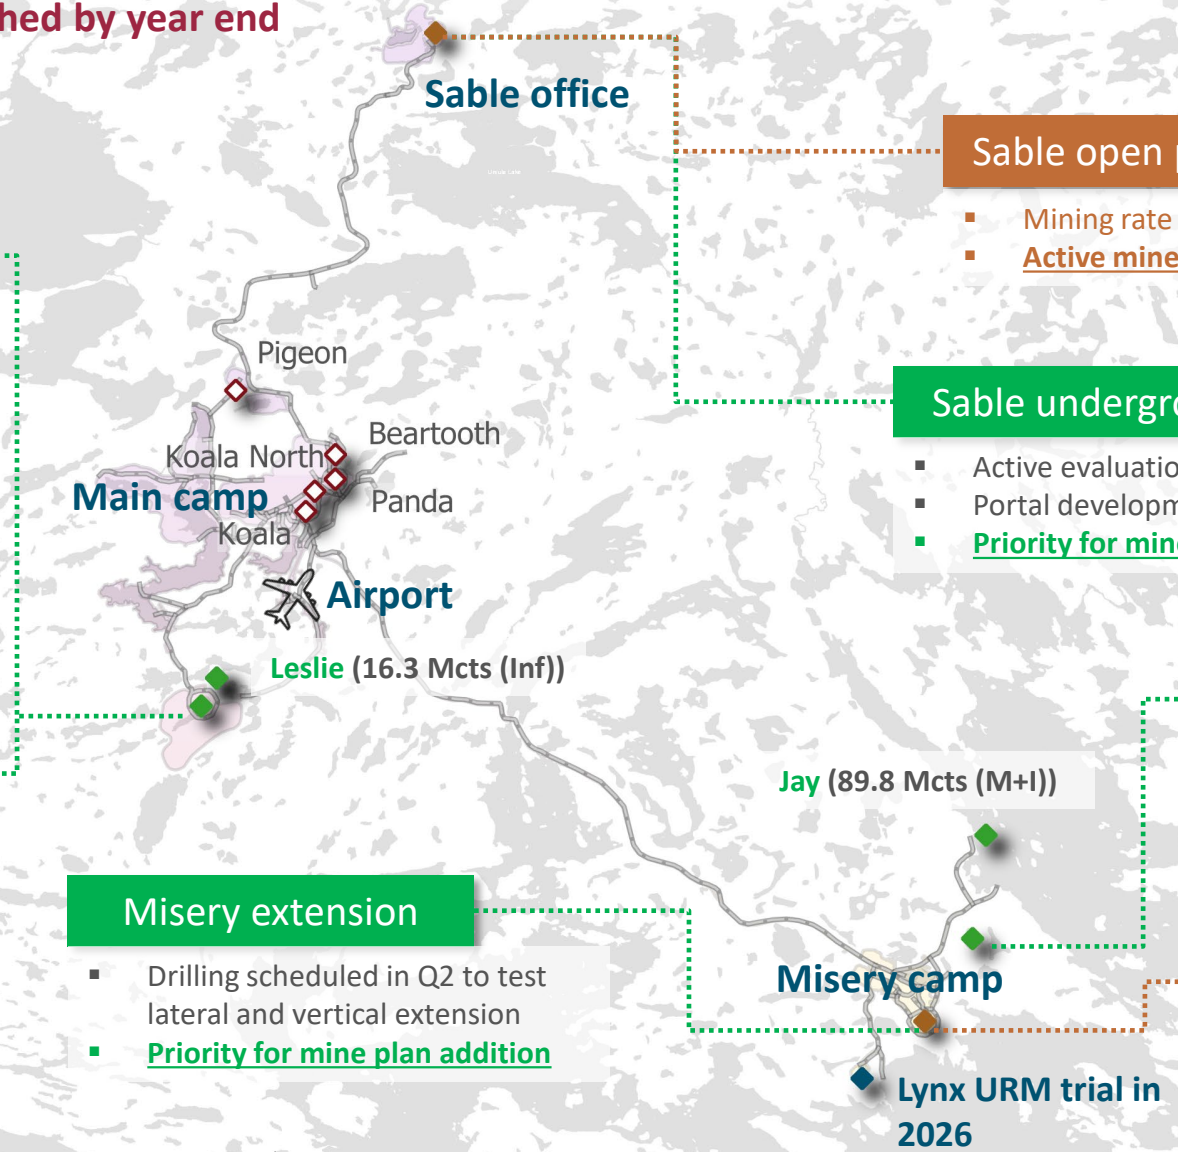 hed by year end
Sable office
Sable open
Mining rate
Active mine
Pigeon
Beartooth
Koala North
Main camp
Panda
Koala
Sable undergro
Active evaluatio
Portal developm
Priority for min
Airport
Leslie (16.3 Mcts (Inf))
Jay (89.8 Mcts (M+I))
Misery extension
Drilling scheduled in Q2 to test
lateral and vertical extension
Priority for mine plan addition
Misery camp
Lynx URM trial in
2026